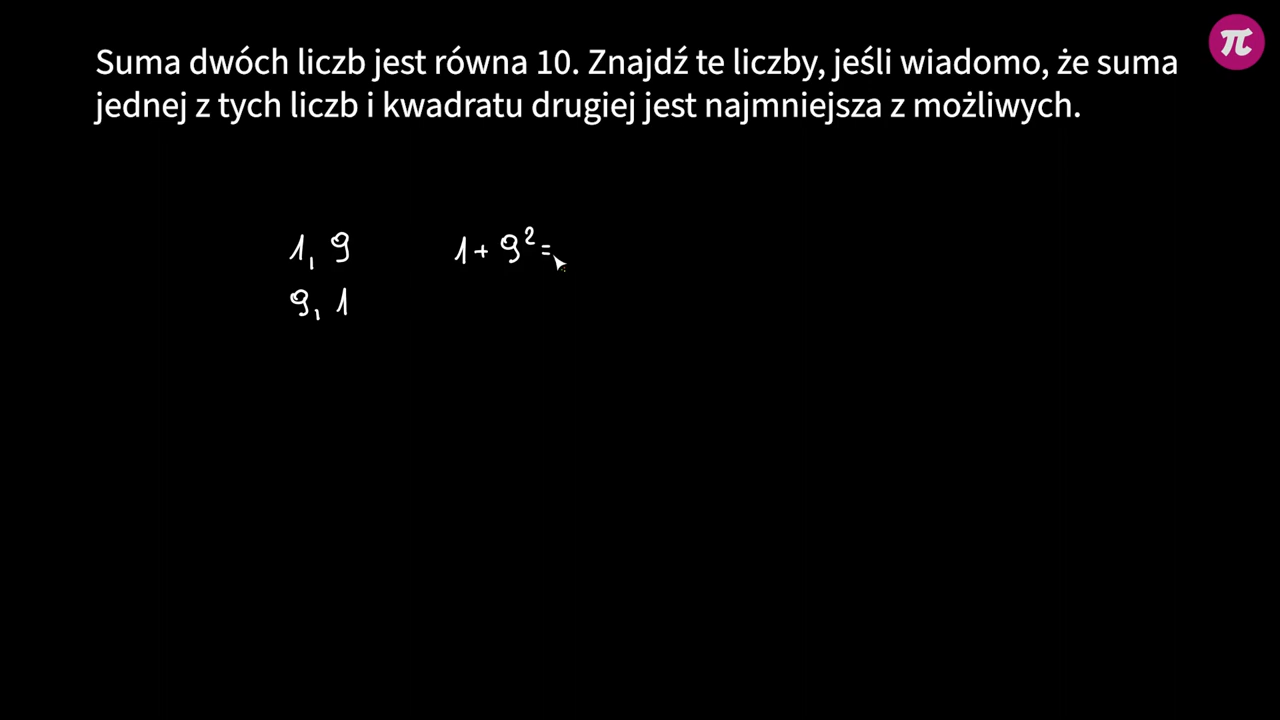 π
Suma dwóch liczb jest równa 10. Znajdź te liczby, jeśli wiadomo, że suma
jednej z tych liczb i kwadratu drugiej jest najmniejsza z możliwych.
1, 9 1 + 9² =
9, 1